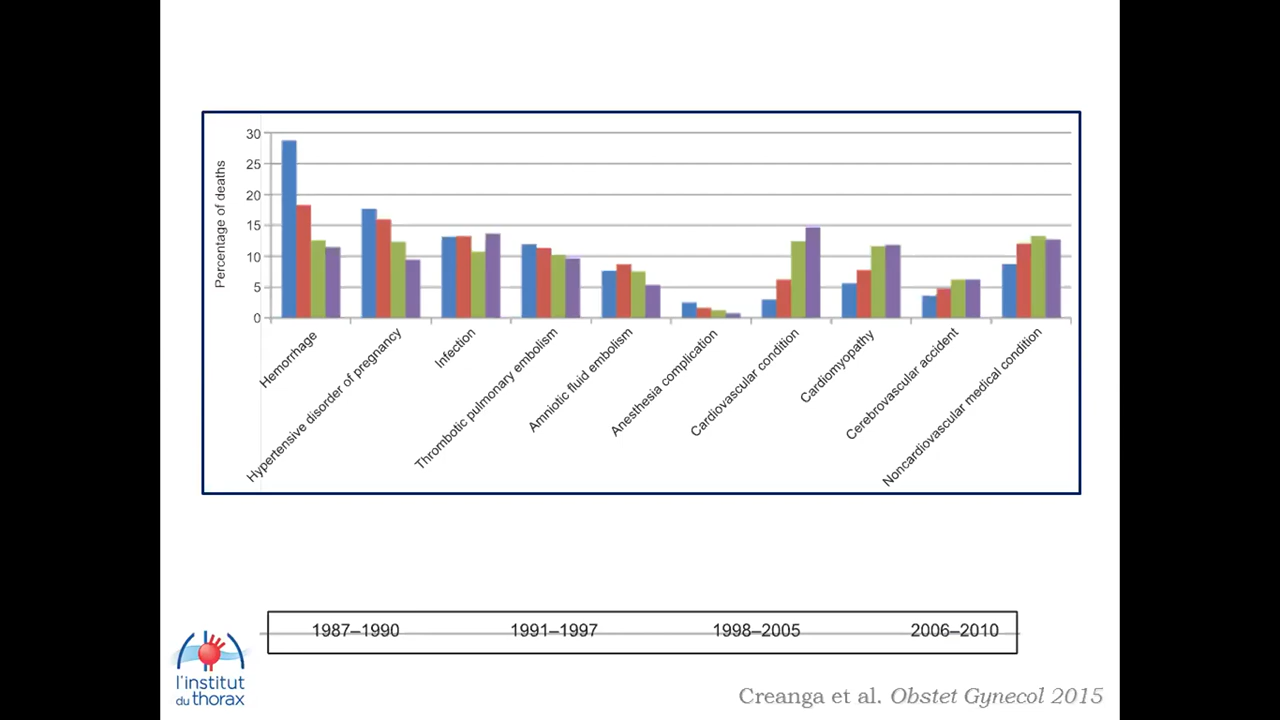 Percentage of deaths
30
25
20
15
10
5
0
Hemorrhage
Hypertensive disorder of pregnancy
Infection
Thrombotic pulmonary embolism
Amniotic fluid embolism
Anesthesia complication
Cardiovascular condition
Cardiomyopathy
Cerebrovascular accident
Noncardiovascular medical condition
1987–1990 1991–1997 1998–2005 2006–2010
l'institut
du thorax
Creanga et al. Obstet Gynecol 2015